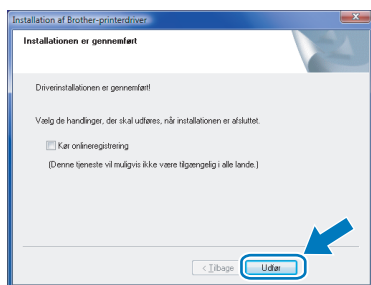 Installation af Brother-printerdriver
Installationen er gennemført
Driverinstallationen er gennemført!
Vælg de handlinger, der skal udføres, når installationen er afsluttet.
Kør onlineregistrering
(Denne tjeneste vil muligvis ikke være tilgængelig i alle lande.)
< Tilbage
Udfør